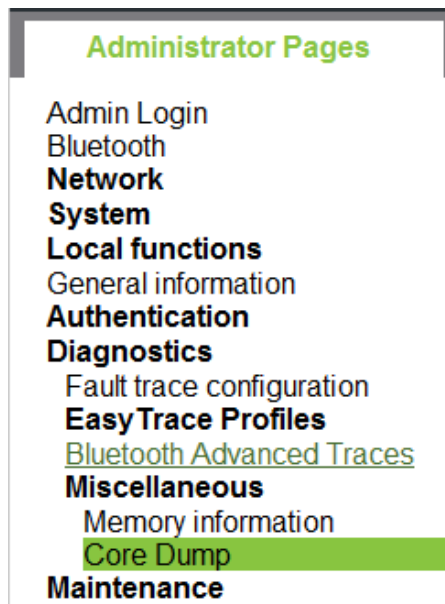 Administrator Pages
Admin Login
Bluetooth
Network
System
Local functions
General information
Authentication
Diagnostics
Fault trace configuration
EasyTrace Profiles
Bluetooth Advanced Traces
Miscellaneous
Memory information
Core Dump
Maintenance